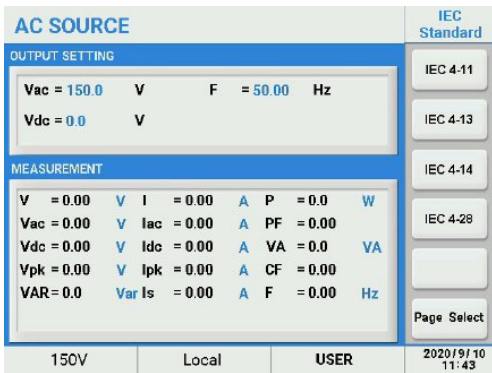 AC SOURCE
IEC
Standard
OUTPUT SETTING
Vac = 150.0 V F = 50.00 Hz
Vdc = 0.0 V
MEASUREMENT
V = 0.00 V I = 0.00 A P = 0.0 W
Vac = 0.00 V Iac = 0.00 A PF = 0.00
Vdc = 0.00 V Idc = 0.00 A VA = 0.0 VA
Vpk = 0.00 V Ipk = 0.00 A CF = 0.00
VAR= 0.0 Var Is = 0.00 A F = 0.00 Hz
IEC 4-11
IEC 4-13
IEC 4-14
IEC 4-28
Page Select
150V Local USER
2020/9/10
11:43